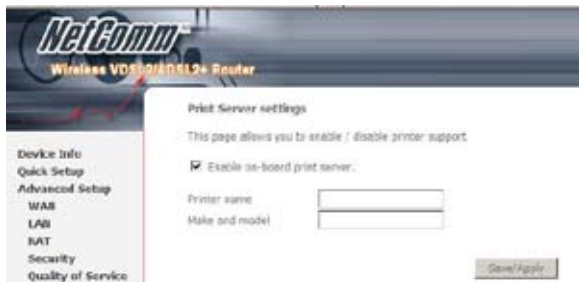 NetComm
Wireless VDSL2/ADSL2+ Router
Print Server settings
This page allows you to enable / disable printer support
Enable on-board print server.
Printer name
Make and model
Save/Apply
Device Info
Quick Setup
Advanced Setup
WAN
LAN
NAT
Security
Quality of Service